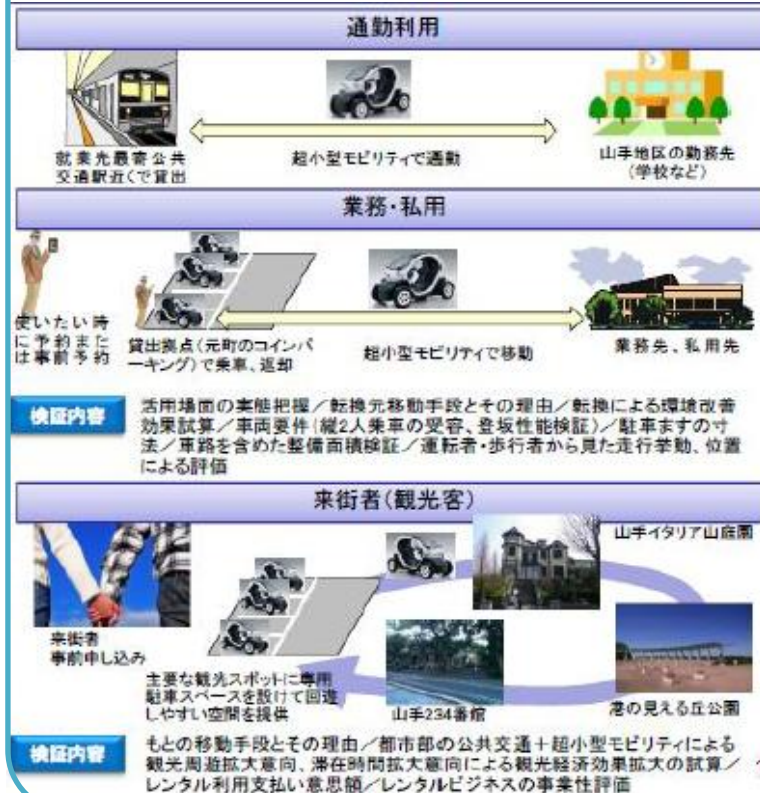 通勤利用
就業先最寄公共
交通駅近くで貸出
超小型モビリティで通勤
山手地区の勤務先
(学校など)
業務・私用
使いたい時
に予約また
は事前予約
貸出拠点(元町のコインパ
ーキング)で乗車、返却
超小型モビリティで移動
業務先、私用先
検証内容
活用場面の実態把握/転換元移動手段とその理由/転換による環境改善
効果試算/車両要件(縦2人乗車の受容、登坂性能検証)/駐車ますの寸
法/車路を含めた整備面積検証/運転者・歩行者から見た走行挙動、位置
による評価
来街者(観光客)
来街者
事前申し込み
主要な観光スポットに専用
駐車スペースを設けて回遊
しやすい空間を提供
山手イタリア山庭園
山手234番館
港の見える丘公園
検証内容
もとの移動手段とその理由/都市部の公共交通+超小型モビリティによる
観光周遊拡大意向、滞在時間拡大意向による観光経済効果拡大の試算/
レンタル利用支払い意思額/レンタルビジネスの事業性評価